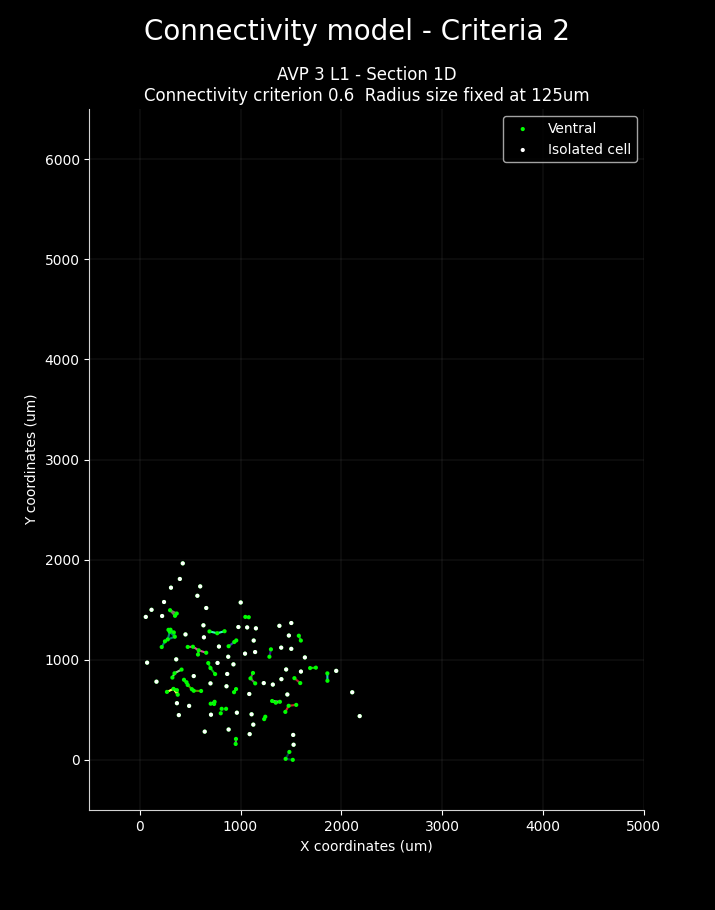 Connectivity model - Criteria 2
AVP 3 L1 - Section 1D
Connectivity criterion 0.6  Radius size fixed at 125um
Ventral
Isolated cell
6000
5000
4000
3000
2000
1000
0
Y coordinates (um)
0 1000 2000 3000 4000 5000
X coordinates (um)